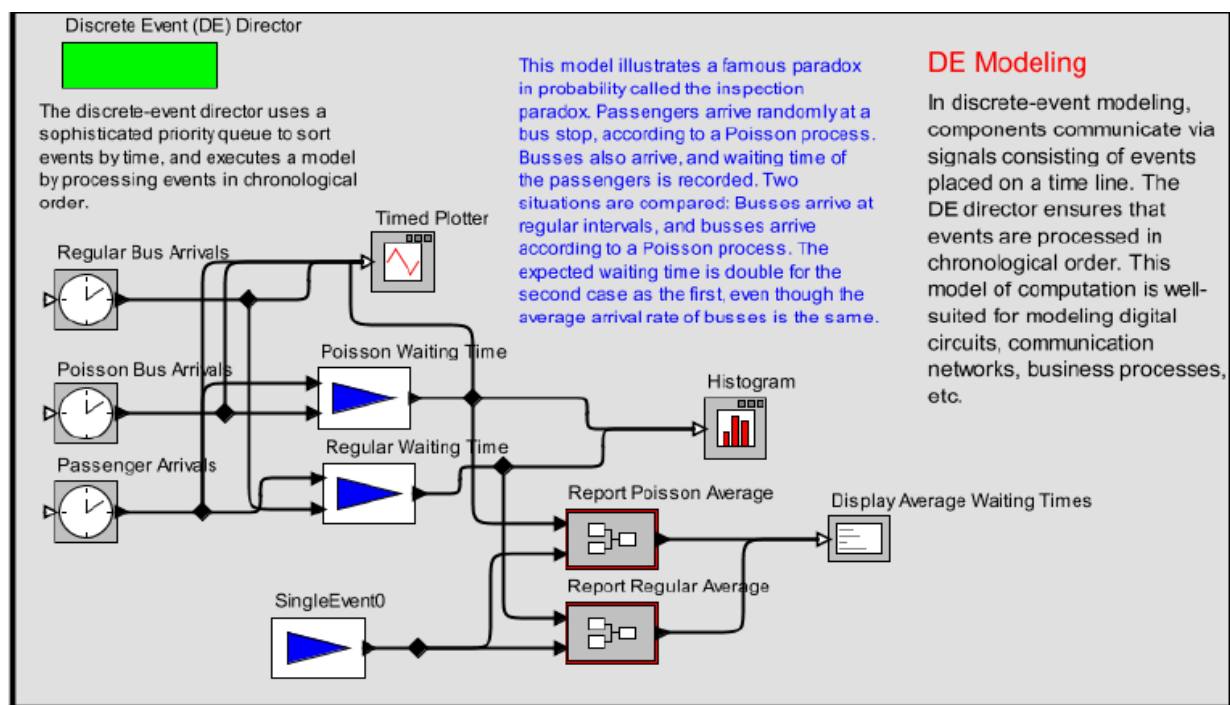 Discrete Event (DE) Director
The discrete-event director uses a
sophisticated priority queue to sort
events by time, and executes a model
by processing events in chronological
order.
This model illustrates a famous paradox
in probability called the inspection
paradox. Passengers arrive randomly at a
bus stop, according to a Poisson process.
Busses also arrive, and waiting time of
the passengers is recorded. Two
situations are compared: Busses arrive at
regular intervals, and busses arrive
according to a Poisson process. The
expected waiting time is double for the
second case as the first, even though the
average arrival rate of busses is the same.
DE Modeling
In discrete-event modeling,
components communicate via
signals consisting of events
placed on a time line. The
DE director ensures that
events are processed in
chronological order. This
model of computation is well-
suited for modeling digital
circuits, communication
networks, business processes,
etc.
Timed Plotter
Regular Bus Arrivals
Poisson Waiting Time
Poisson Bus Arrivals
Histogram
Regular Waiting Time
Passenger Arrivals
Report Poisson Average
Display Average Waiting Times
Report Regular Average
SingleEvent0